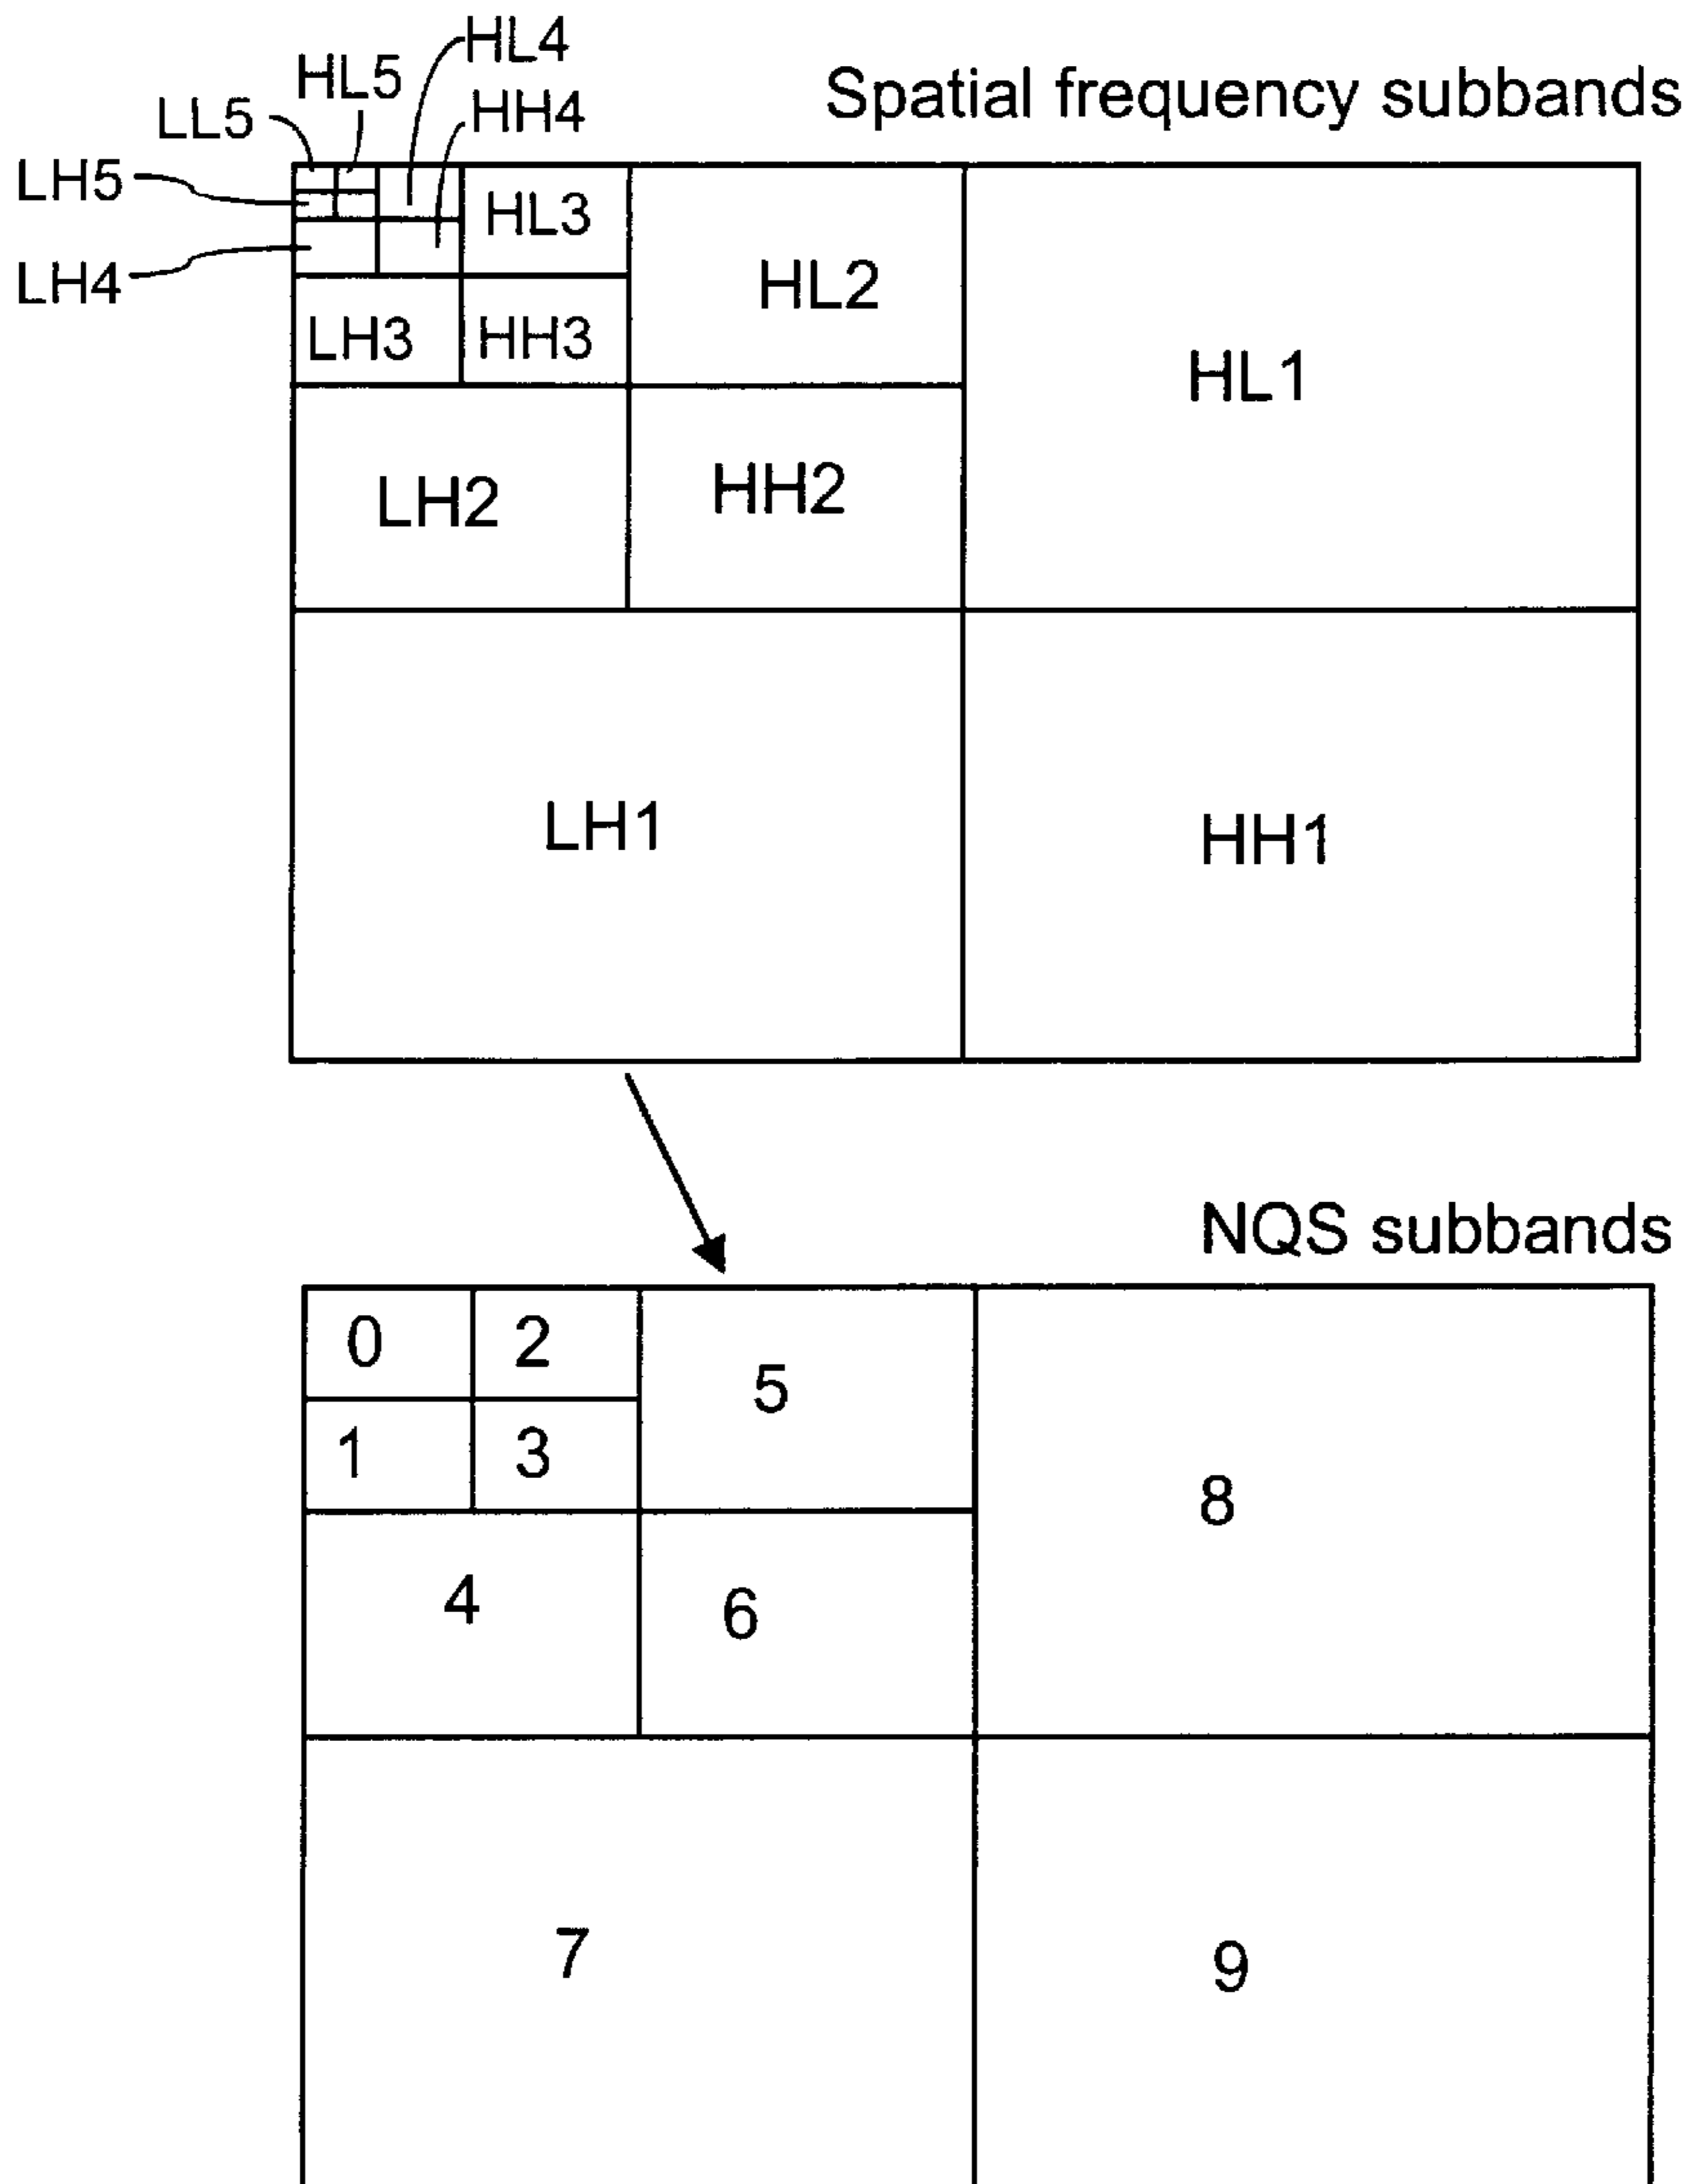 HL4
HL5
Spatial frequency subbands
LL5
HH4
LH5
HL3
HL2
LH4
LH3
HH3
HL1
LH2
HH2
LH1
HH1
NQS subbands
0
2
5
1
3
8
4
6
7
9